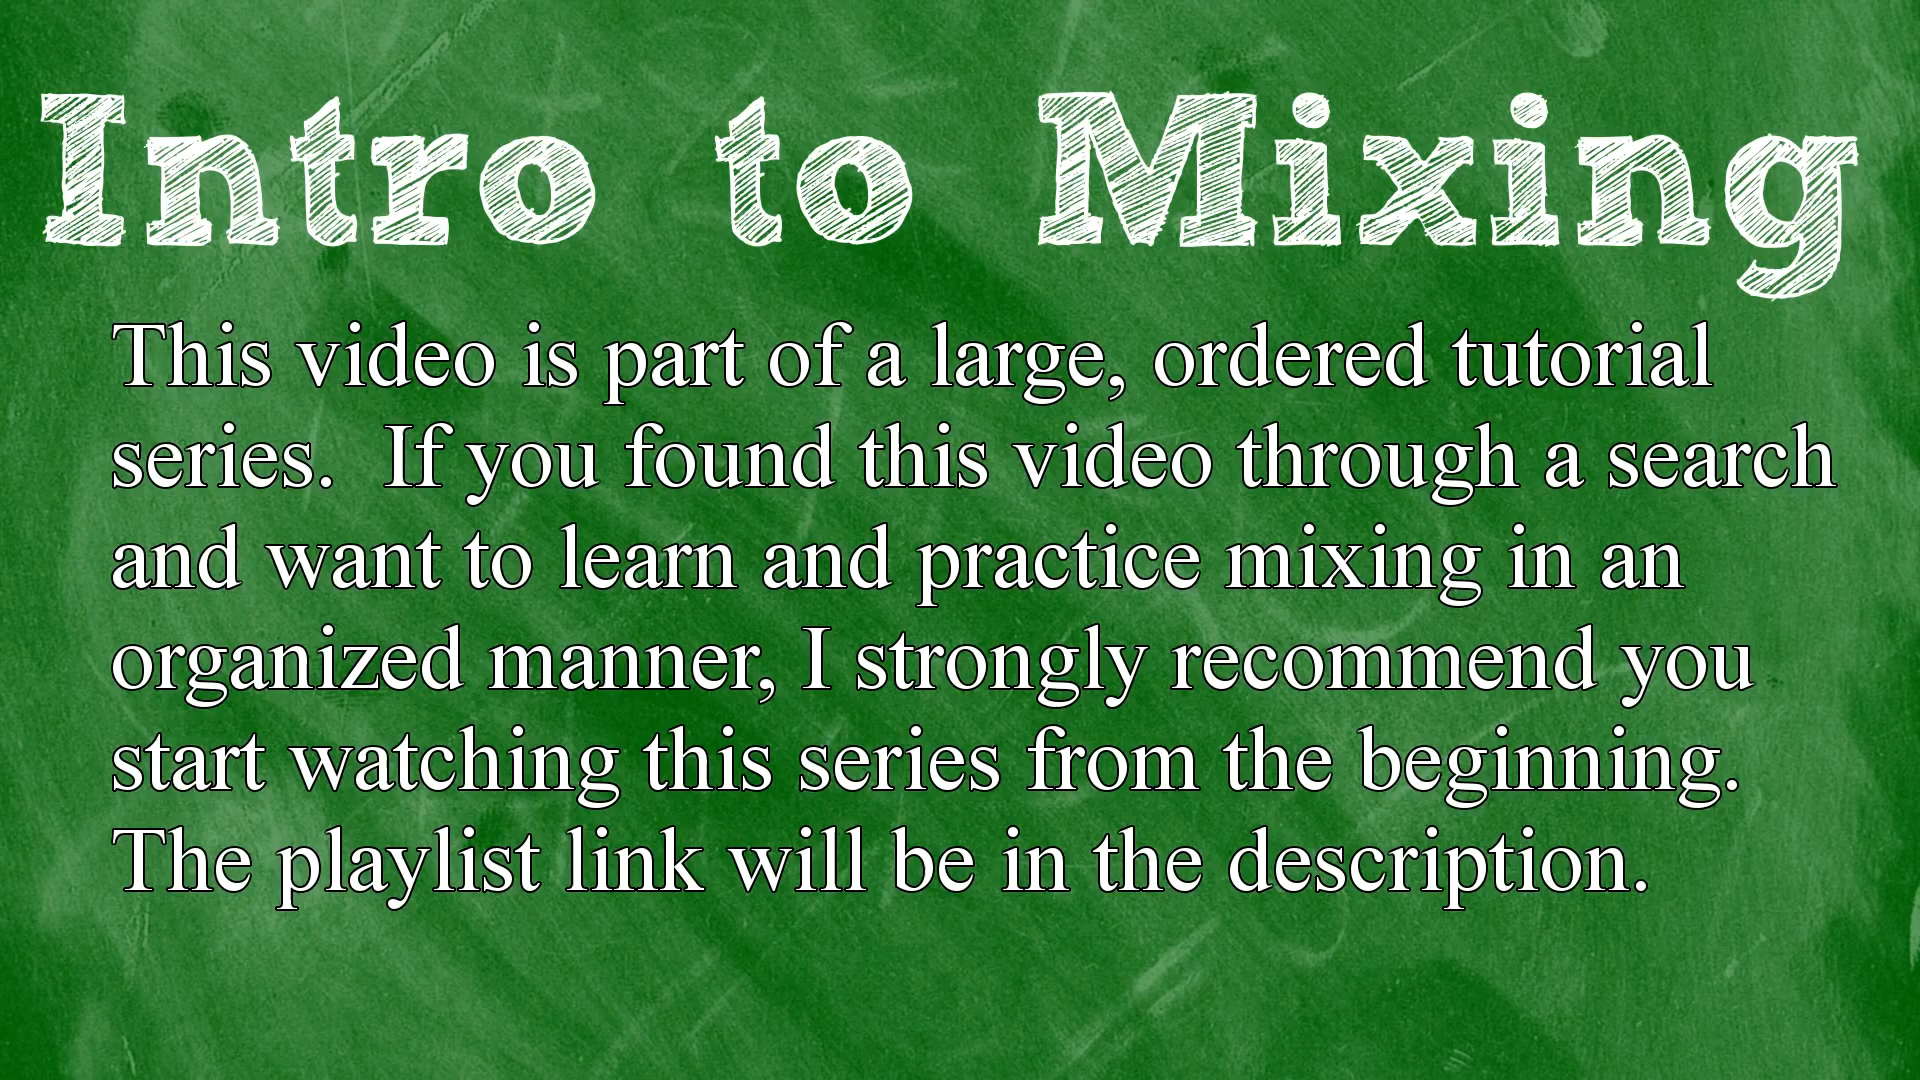 Intro to Mixing
This video is part of a large, ordered tutorial
series.  If you found this video through a search
and want to learn and practice mixing in an
organized manner, I strongly recommend you
start watching this series from the beginning.
The playlist link will be in the description.